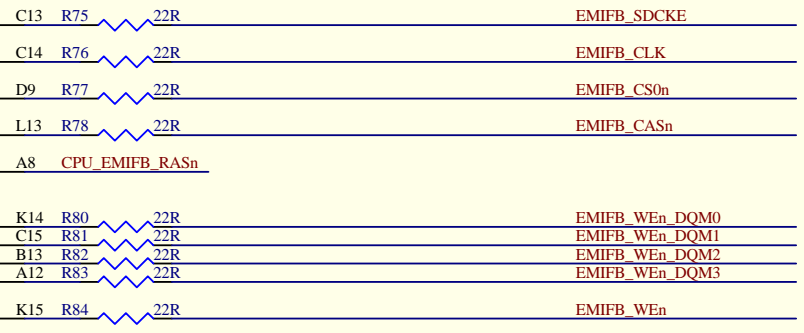 C13 R75 22R EMIFB_SDCKE
C14 R76 22R EMIFB_CLK
D9 R77 22R EMIFB_CS0n
L13 R78 22R EMIFB_CASn
A8 CPU_EMIFB_RASn
K14 R80 22R EMIFB_WEn_DQM0
C15 R81 22R EMIFB_WEn_DQM1
B13 R82 22R EMIFB_WEn_DQM2
A12 R83 22R EMIFB_WEn_DQM3
K15 R84 22R EMIFB_WEn